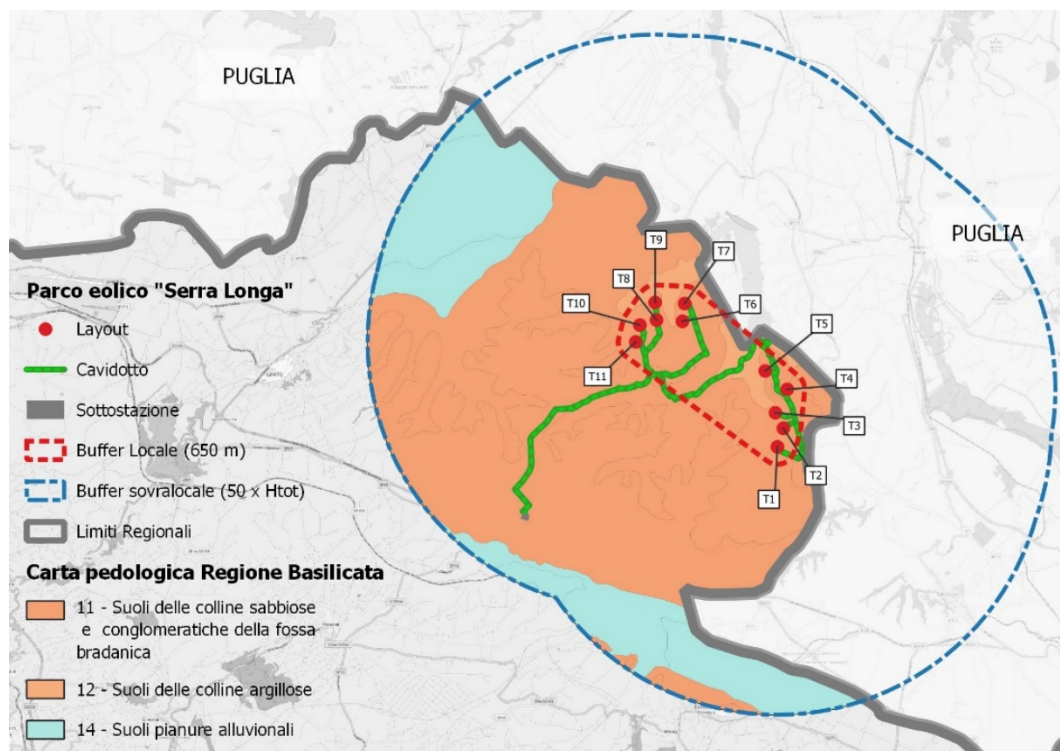 PUGLIA
PUGLIA
T9
T7
T8
T10
T6
T5
T11
T4
T3
T2
T1
Parco eolico "Serra Longa"
Layout
Cavidotto
Sottostazione
Buffer Locale (650 m)
Buffer sovralocale (50 x Htot)
Limiti Regionali
Carta pedologica Regione Basilicata
11 - Suoli delle colline sabbiose
e conglomeratiche della fossa
bradanica
12 - Suoli delle colline argillose
14 - Suoli pianure alluvionali